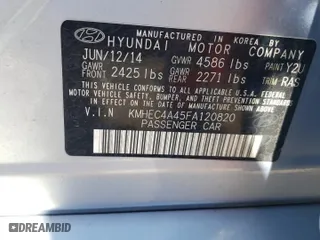 MANUFACTURED IN KOREA BY
HYUNDAI MOTOR COMPANY
JUN/12/14 GVWR 4586 lbs PAINT Y2U
GAWR FRONT 2425 lbs GAWR REAR 2271 lbs TRIM RAS
THIS VEHICLE CONFORMS TO ALL APPLICABLE FEDERAL MOTOR
VEHICLE SAFETY, BUMPER, AND THEFT PREVENTION STANDARDS
IN EFFECT ON THE DATE OF MANUFACTURE SHOWN ABOVE.
V.I.N KMHEC4A45FA120820
PASSENGER CAR